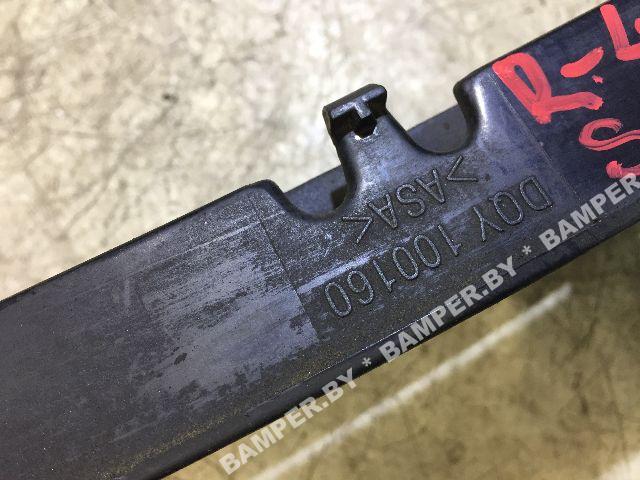 DQY 100160
>ASA<
R-L
S
BAMPER.BY * BAMPER.BY * BAMPER